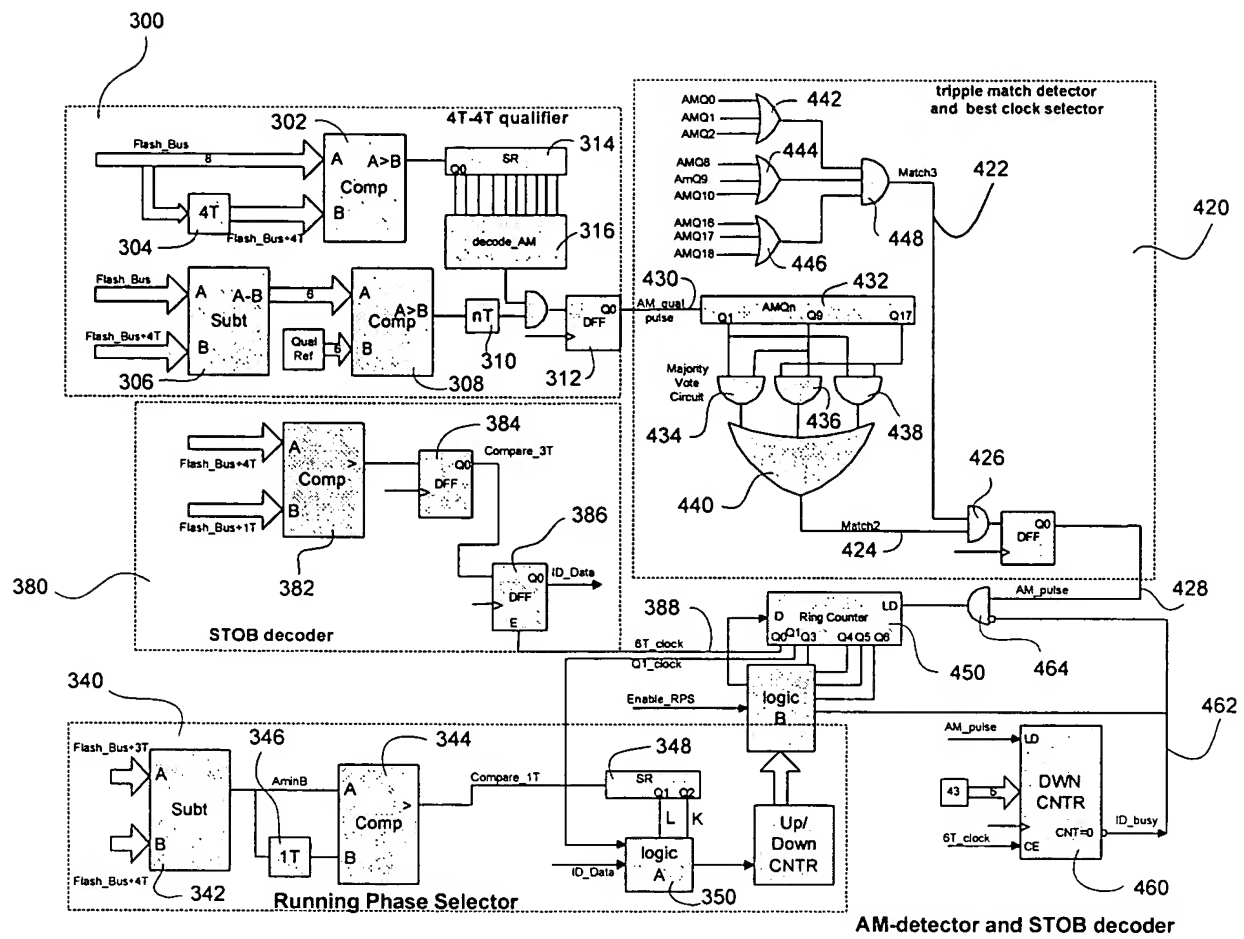 300
302
4T-4T qualifier
314
Flash_Bus
8
A
A>B
Comp
B
SR
Q0
4T
304
Flash_Bus+4T
decode_AM
316
Flash_Bus
A
A-B
Subt
B
Flash_Bus+4T
306
6
Qual
Ref
6
A
A>B
Comp
B
308
nT
310
Q0
DFF
312
tripple match detector
and best clock selector
AMQ0
AMQ1
AMQ2
442
AMQ8
AmQ9
AMQ10
444
AMQ16
AMQ17
AMQ18
446
448
Match3
422
420
430
AM_qual
pulse
432
AMQn
Q1
Q9
Q17
Majority
Vote
Circuit
434
436
438
440
Match2
424
426
Q0
DFF
428
380
Flash_Bus+4T
Flash_Bus+1T
A
>
Comp
B
382
384
Q0
DFF
Compare_3T
386
Q0
DFF
E
ID_Data
STOB decoder
388
6T_clock
Q1_clock
D
Ring Counter
LD
Q0
Q1
Q3
Q4
Q5
Q6
450
AM_pulse
464
462
Enable_RPS
logic
B
340
Flash_Bus+3T
A
Subt
B
Flash_Bus+4T
342
346
AminB
1T
344
A
>
Comp
B
Compare_1T
348
SR
Q1
Q2
L
K
logic
A
350
ID_Data
Up/
Down
CNTR
Running Phase Selector
AM_pulse
LD
43
6
DWN
CNTR
CNT=0
6T_clock
CE
ID_busy
460
AM-detector and STOB decoder